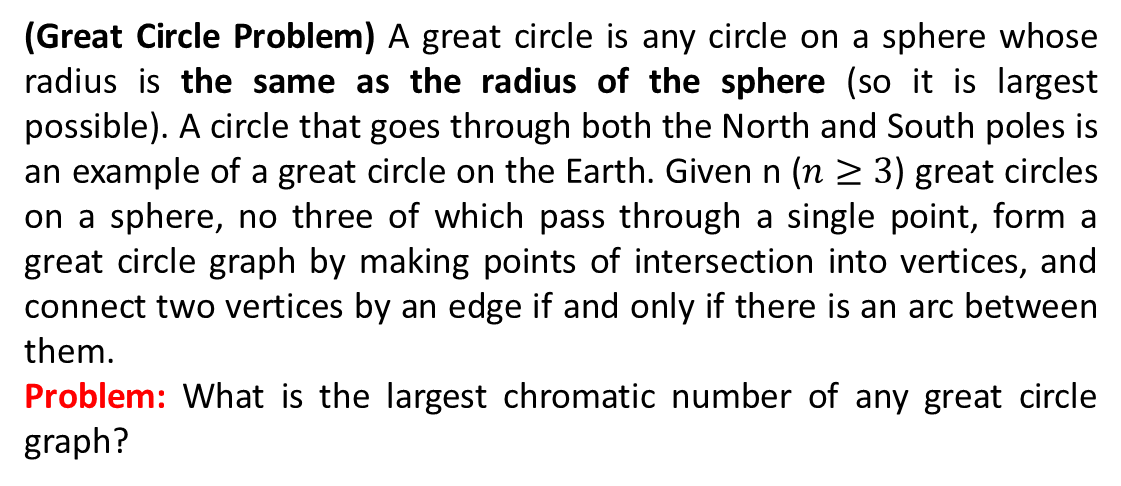 (Great Circle Problem) A great circle is any circle on a sphere whose
radius is the same as the radius of the sphere (so it is largest
possible). A circle that goes through both the North and South poles is
an example of a great circle on the Earth. Given n (n ≥ 3) great circles
on a sphere, no three of which pass through a single point, form a
great circle graph by making points of intersection into vertices, and
connect two vertices by an edge if and only if there is an arc between
them.
Problem: What is the largest chromatic number of any great circle
graph?